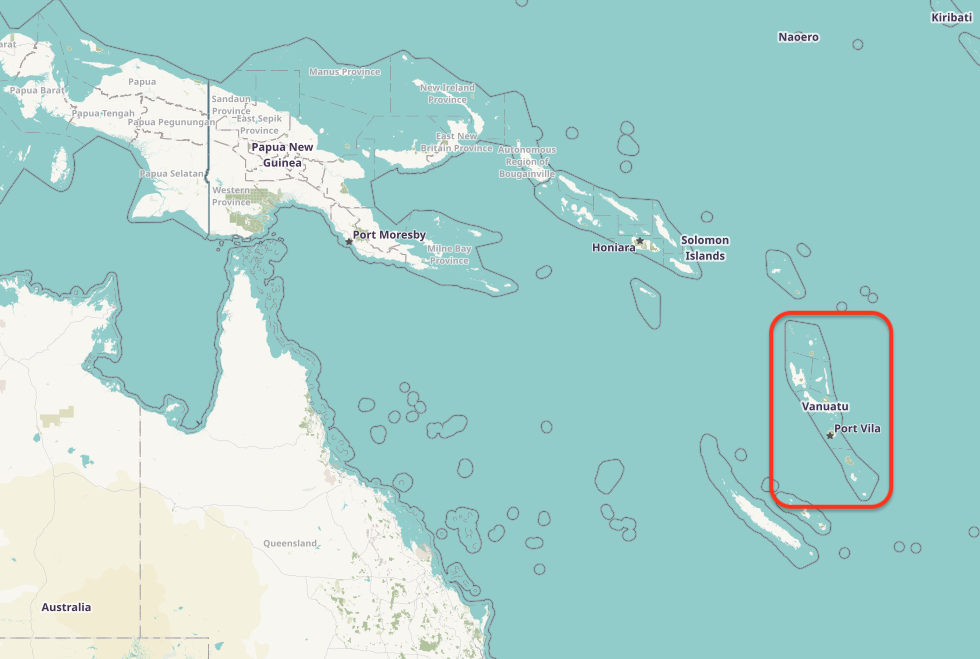 Kiribati
Naoero
Manus Province
Papua Barat
Papua
New Ireland
Province
Sandaun
Province
Papua Tengah
Papua Pegunungan
East Sepik
Province
East New
Britain Province
Papua New
Guinea
Autonomous
Region of
Bougainville
Papua Selatan
Western
Province
Port Moresby
Milne Bay
Province
Honiara
Solomon
Islands
Vanuatu
Port Vila
Queensland
Australia